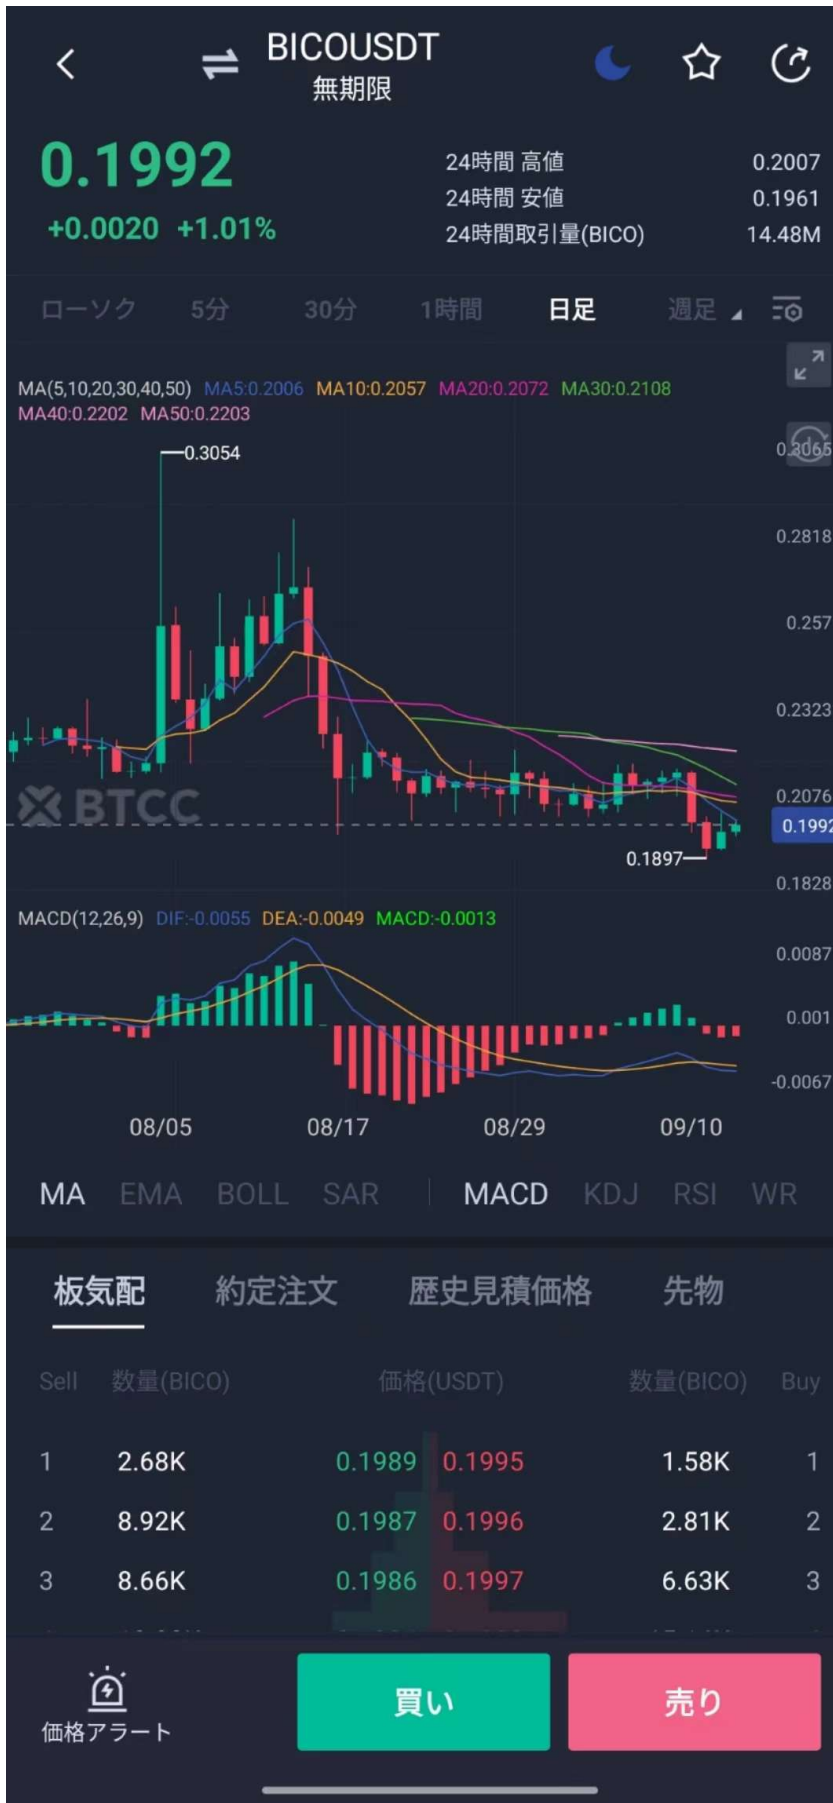 BICOUSDT
無期限
0.1992
+0.0020 +1.01%
24時間 高値 0.2007
24時間 安値 0.1961
24時間取引量(BICO) 14.48M
ローソク 5分 30分 1時間 日足 週足
MA(5,10,20,30,40,50) MA5:0.2006 MA10:0.2057 MA20:0.2072 MA30:0.2108
MA40:0.2202 MA50:0.2203
0.3054
0.3065
0.2818
0.257
0.2323
0.2076
BTCC
0.1992
0.1897
0.1828
MACD(12,26,9) DIF:-0.0055 DEA:-0.0049 MACD:-0.0013
0.0087
0.001
-0.0067
08/05 08/17 08/29 09/10
MA EMA BOLL SAR MACD KDJ RSI WR
板気配 約定注文 歴史見積価格 先物
Sell 数量(BICO) 価格(USDT) 数量(BICO) Buy
1 2.68K 0.1989 0.1995 1.58K 1
2 8.92K 0.1987 0.1996 2.81K 2
3 8.66K 0.1986 0.1997 6.63K 3
価格アラート 買い 売り